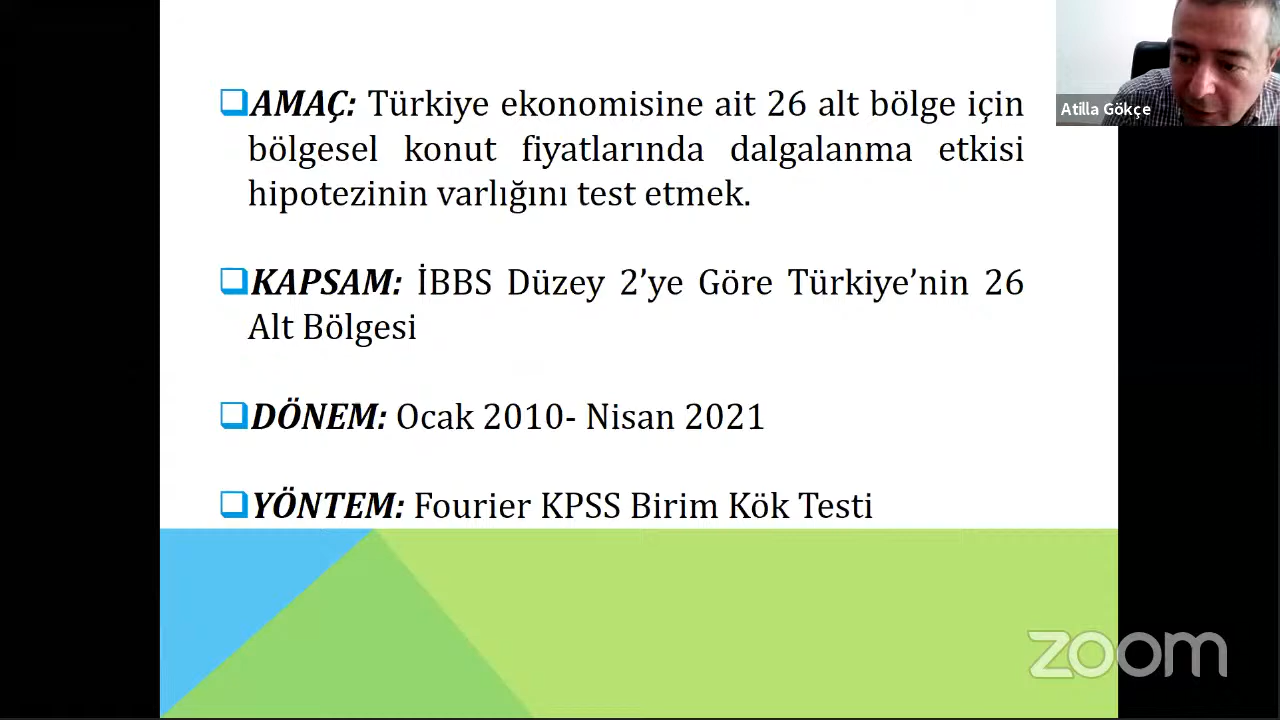 AMAÇ: Türkiye ekonomisine ait 26 alt bölge için
bölgesel konut fiyatlarında dalgalanma etkisi
hipotezinin varlığını test etmek.
KAPSAM: İBBS Düzey 2’ye Göre Türkiye’nin 26
Alt Bölgesi
DÖNEM: Ocak 2010- Nisan 2021
YÖNTEM: Fourier KPSS Birim Kök Testi
Atilla Gökçe
zoom